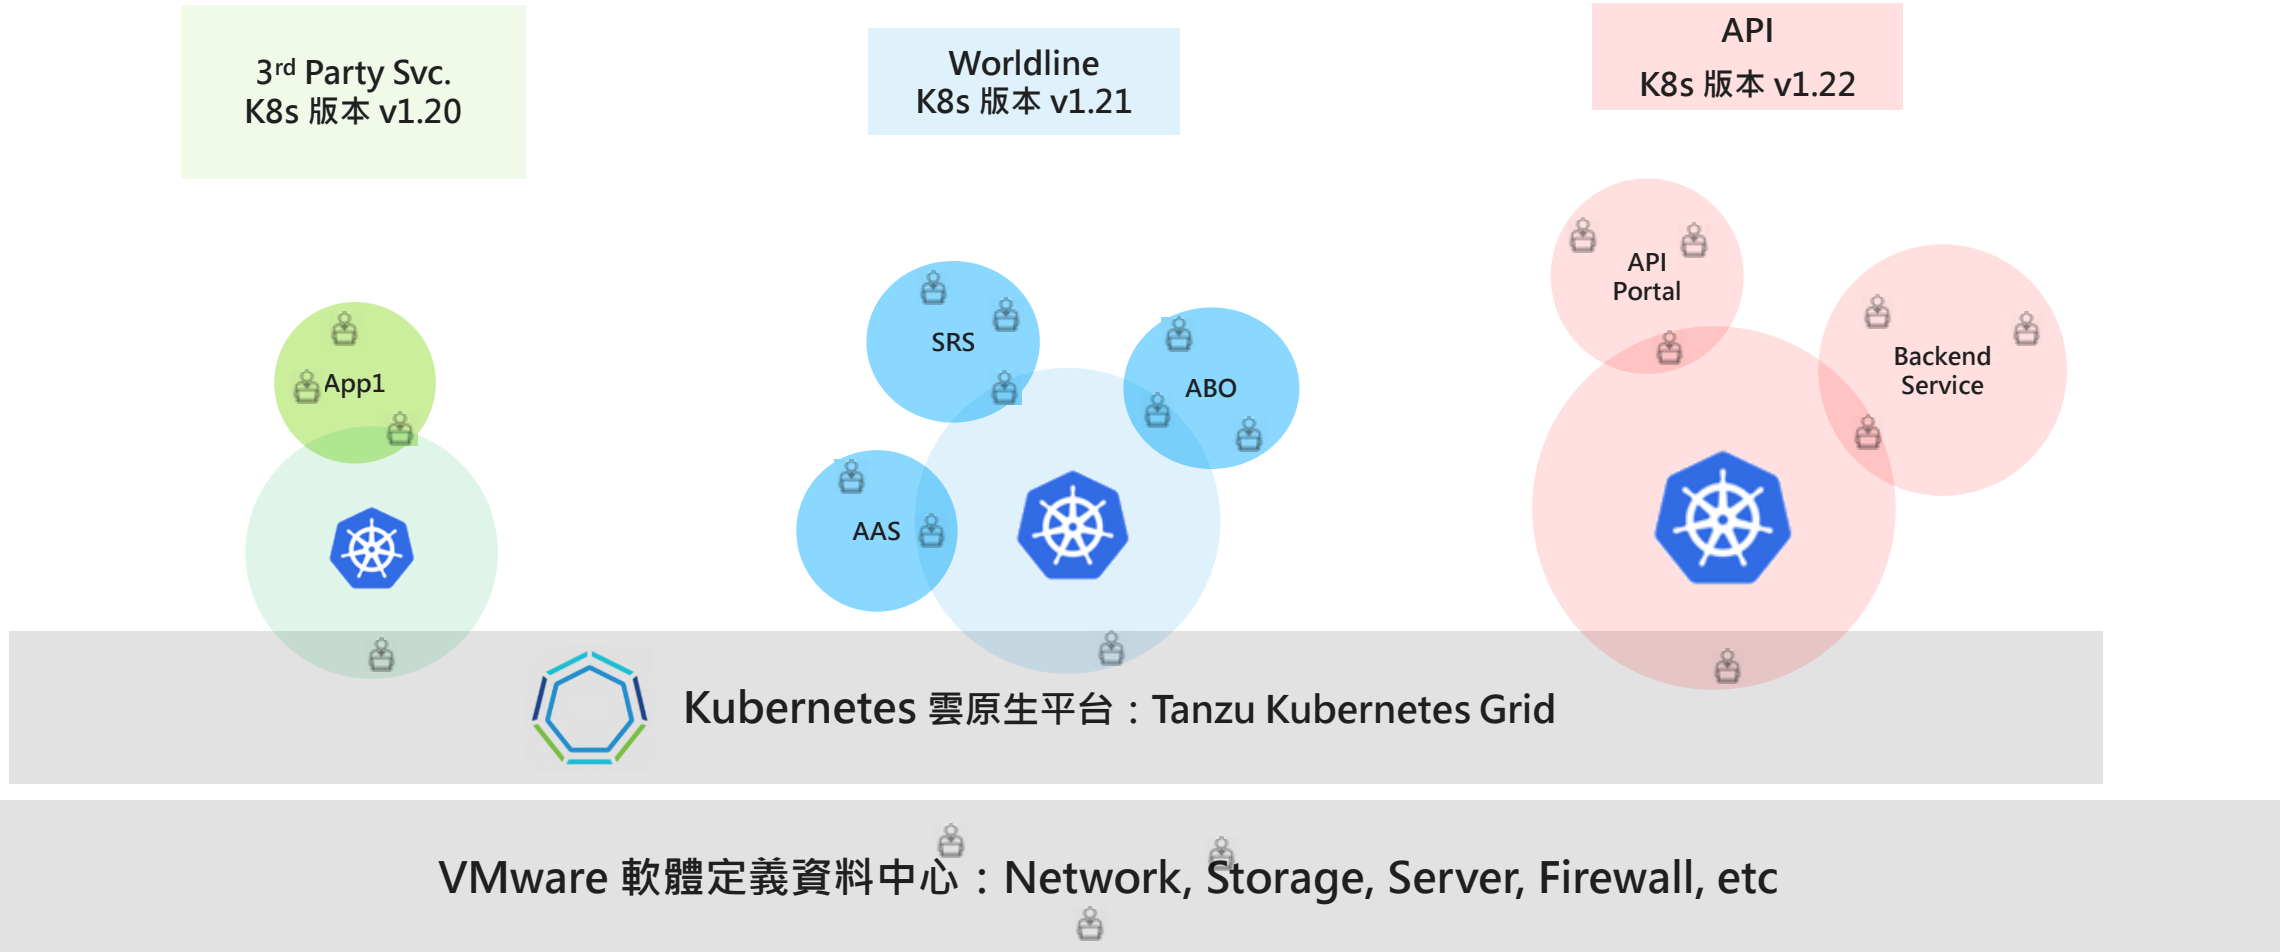 3rd Party Svc.
K8s 版本 v1.20
Worldline
K8s 版本 v1.21
API
K8s 版本 v1.22
App1
SRS
ABO
AAS
API
Portal
Backend
Service
Kubernetes 雲原生平台：Tanzu Kubernetes Grid
VMware 軟體定義資料中心：Network, Storage, Server, Firewall, etc